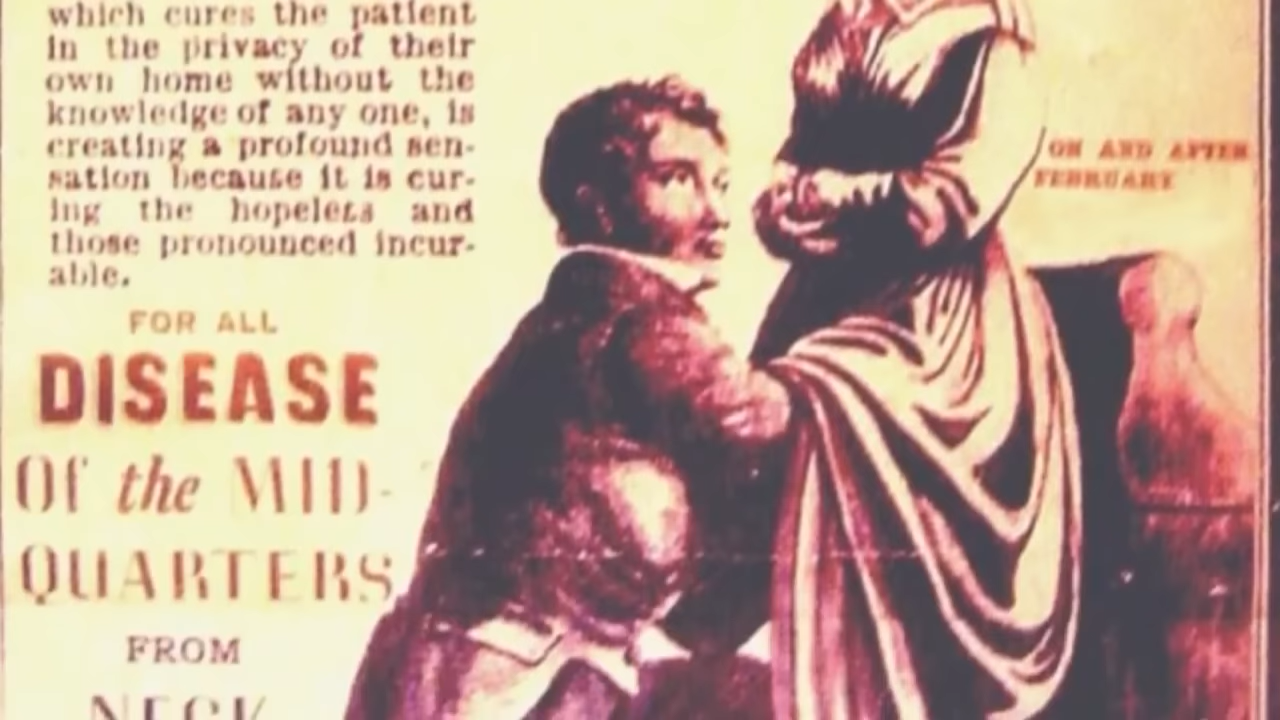 which cures the patient
in the privacy of their
own home without the
knowledge of any one, is
creating a profound sen-
sation because it is cur-
ing the hopeless and
those pronounced incur-
able.
FOR ALL
DISEASE
Of the MID-
QUARTERS
FROM
NECK
ON AND AFTER
FEBRUARY